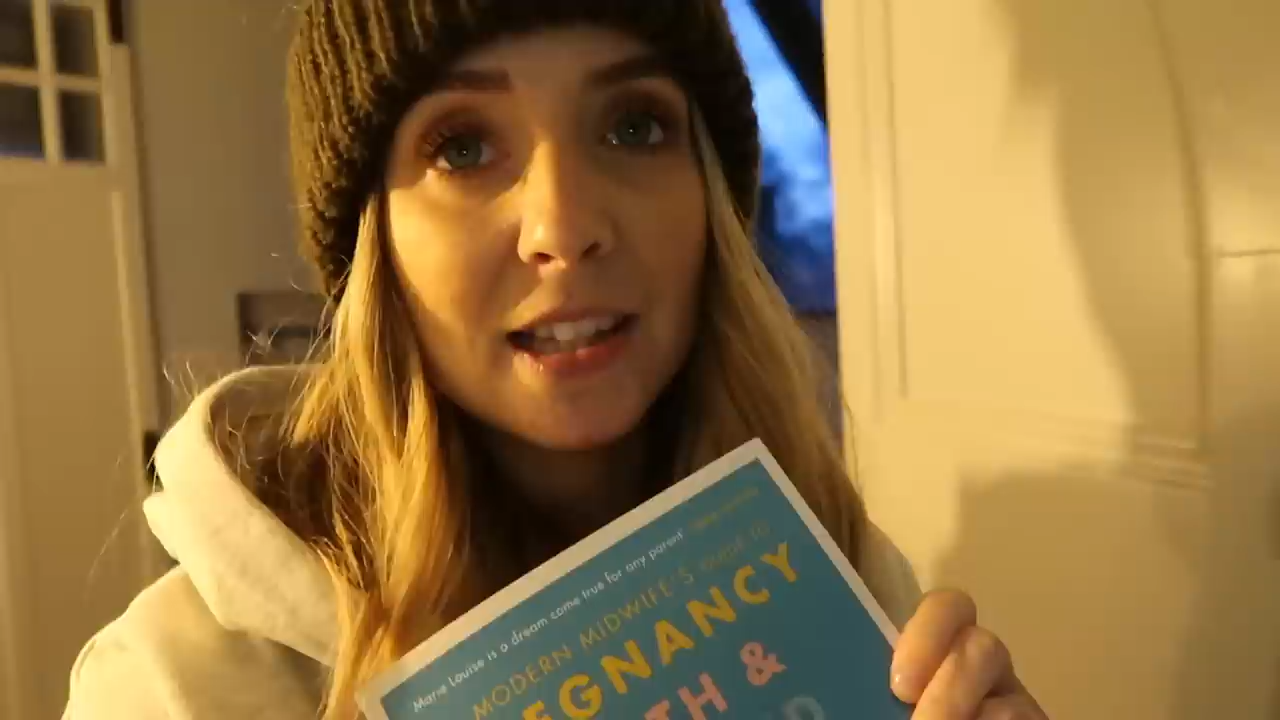 Marie Louise is a dream come true for any parent'
MODERN MIDWIFE'S GUIDE TO
EGNANCY
TH &
D